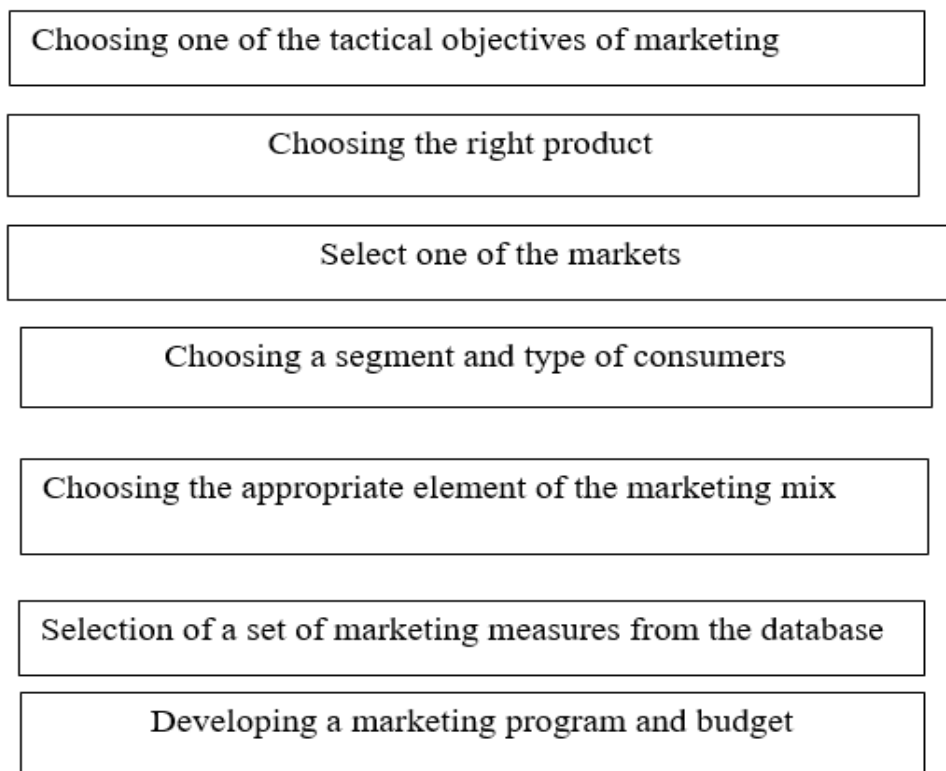 Choosing one of the tactical objectives of marketing
Choosing the right product
Select one of the markets
Choosing a segment and type of consumers
Choosing the appropriate element of the marketing mix
Selection of a set of marketing measures from the database
Developing a marketing program and budget